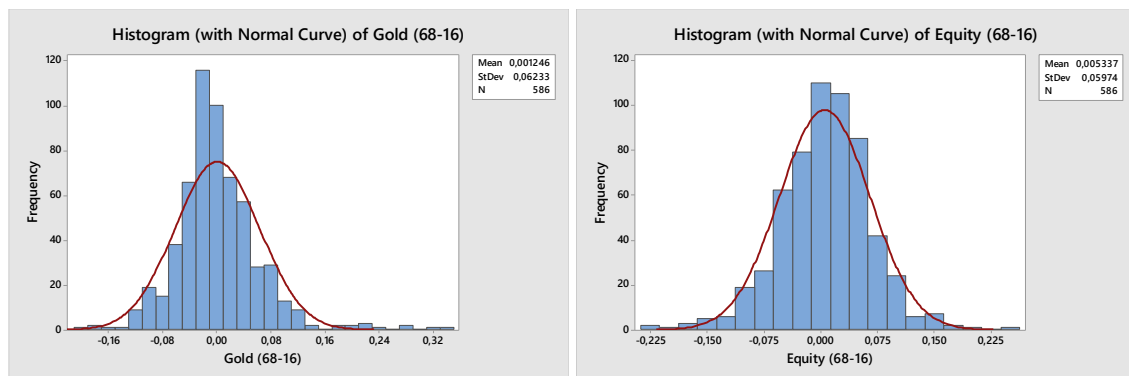 Histogram (with Normal Curve) of Gold (68-16)
Mean 0,001246
StDev 0,06233
N 586
120
100
80
60
40
20
0
Frequency
-0,16 -0,08 0,00 0,08 0,16 0,24 0,32
Gold (68-16)
Histogram (with Normal Curve) of Equity (68-16)
Mean 0,005337
StDev 0,05974
N 586
120
100
80
60
40
20
0
Frequency
-0,225 -0,150 -0,075 0,000 0,075 0,150 0,225
Equity (68-16)